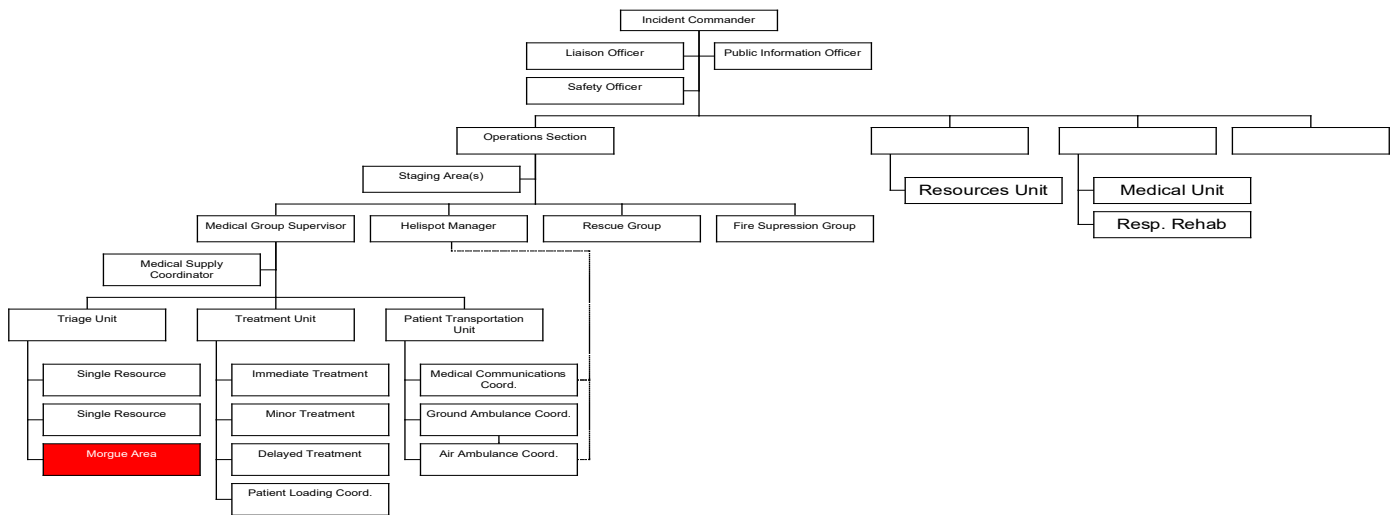 Incident Commander
Liaison Officer
Public Information Officer
Safety Officer
Operations Section
Staging Area(s)
Resources Unit
Medical Unit
Resp. Rehab
Medical Group Supervisor
Helispot Manager
Rescue Group
Fire Supression Group
Medical Supply
Coordinator
Triage Unit
Treatment Unit
Patient Transportation
Unit
Single Resource
Immediate Treatment
Medical Communications
Coord.
Single Resource
Minor Treatment
Ground Ambulance Coord.
Morgue Area
Delayed Treatment
Air Ambulance Coord.
Patient Loading Coord.